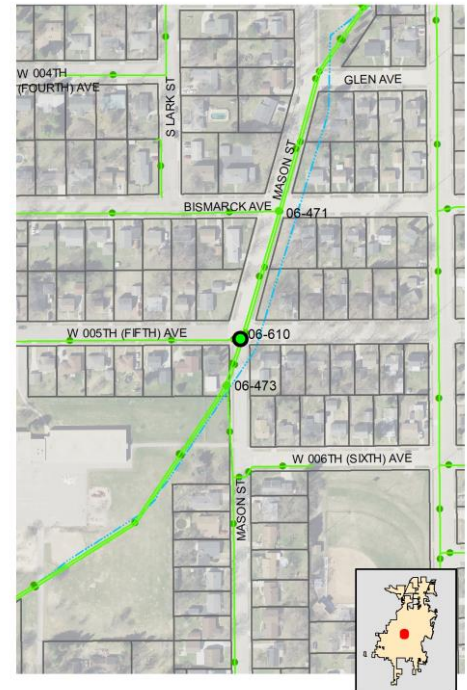 W 004TH
(FOURTH) AVE
S LARK ST
GLEN AVE
MASON ST
BISMARCK AVE
06-471
W 005TH (FIFTH) AVE
06-610
06-473
W 006TH (SIXTH) AVE
MASON ST